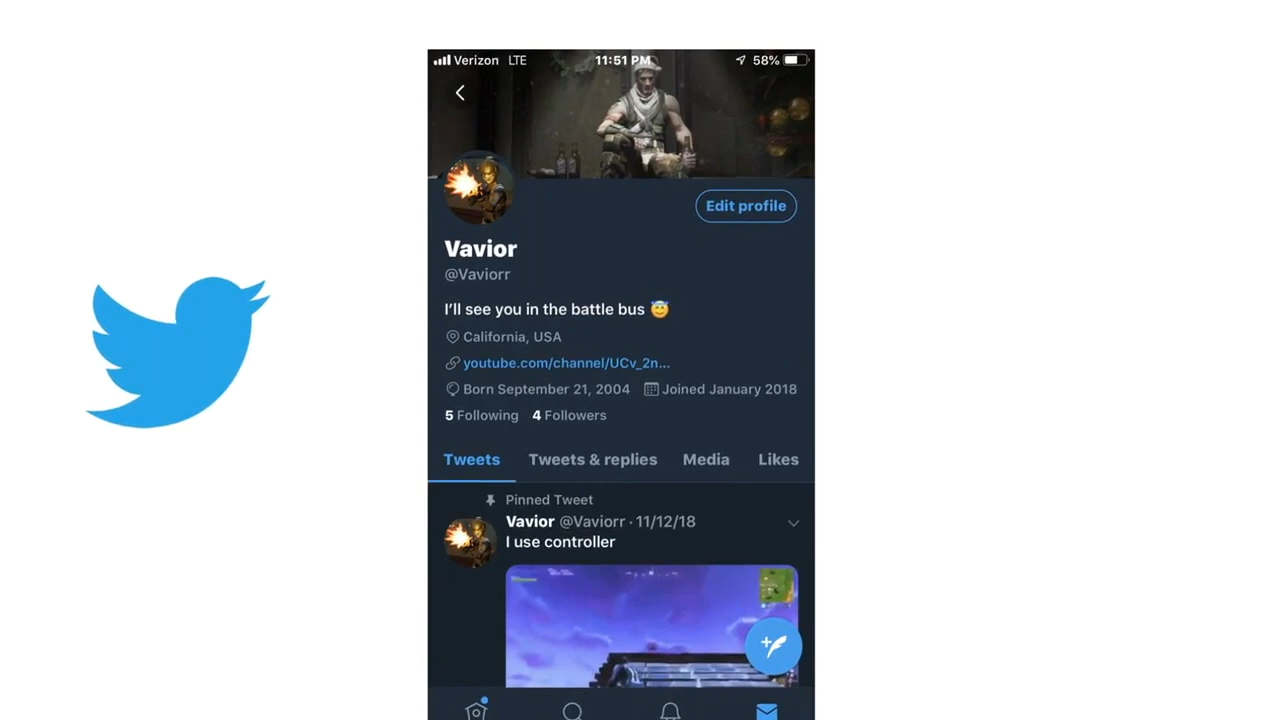 Verizon LTE 11:51 PM 58%
Edit profile
Vavior
@Vaviorr
I'll see you in the battle bus 😇
California, USA
youtube.com/channel/UCv_2n...
Born September 21, 2004 Joined January 2018
5 Following 4 Followers
Tweets Tweets & replies Media Likes
Pinned Tweet
Vavior @Vaviorr · 11/12/18
I use controller